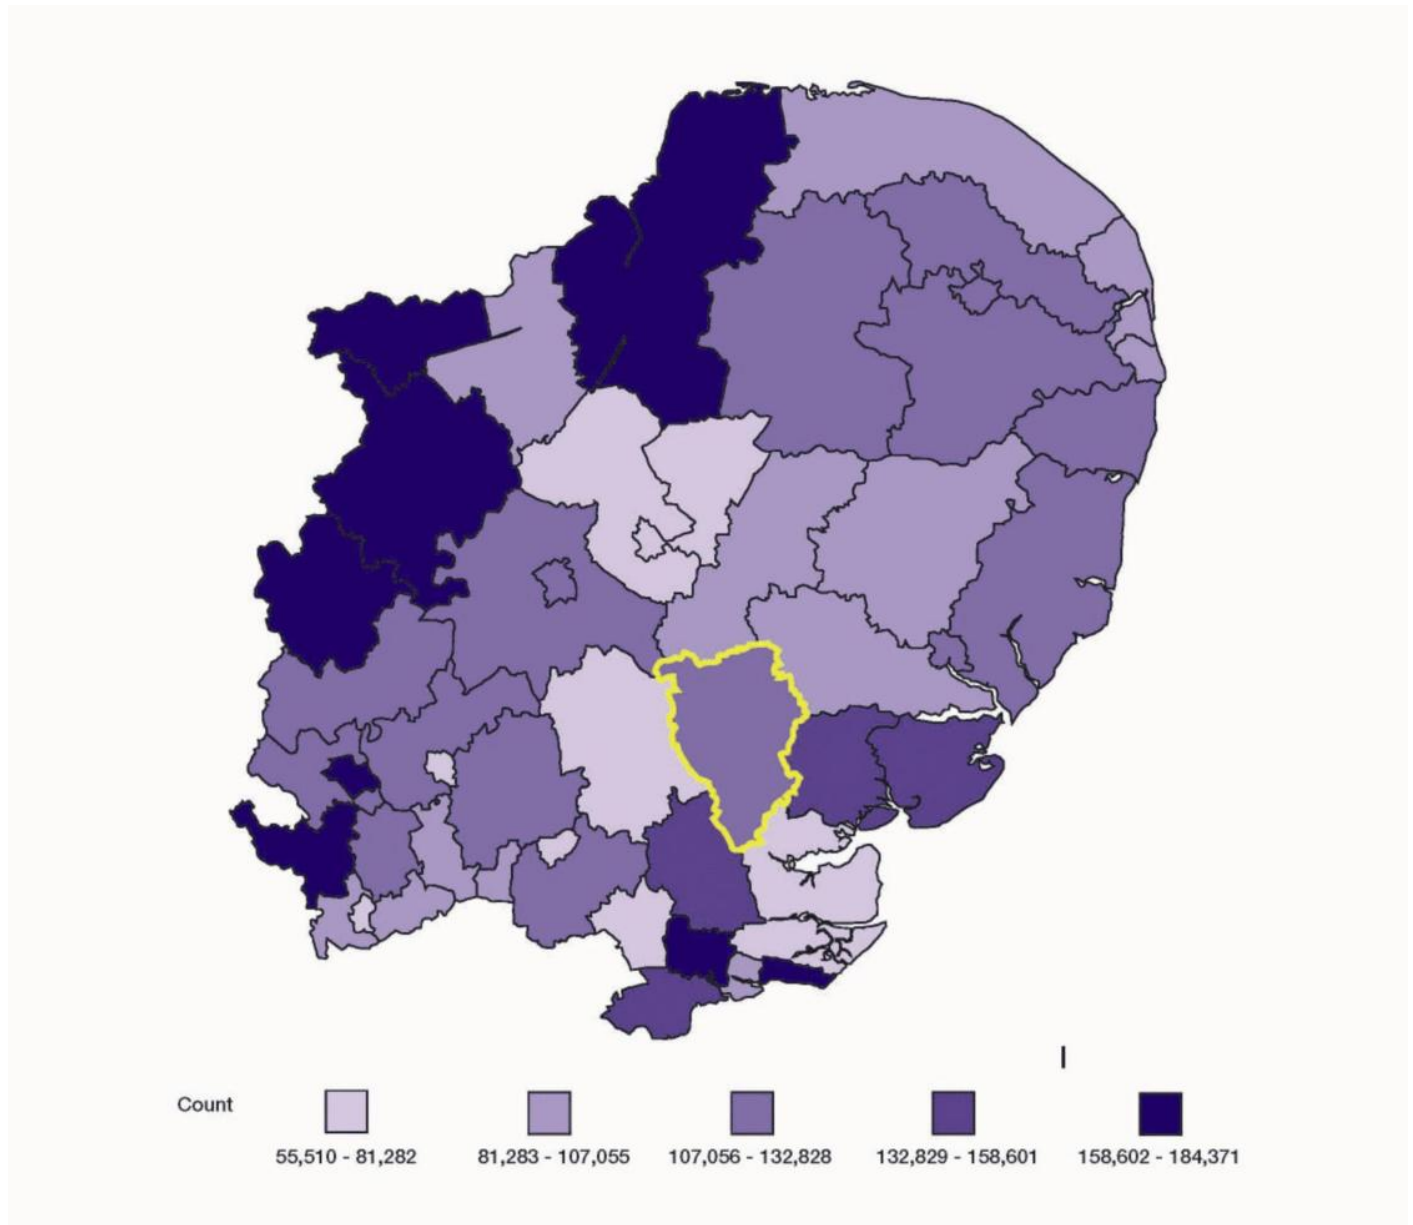 Count
55,510 - 81,282
81,283 - 107,055
107,056 - 132,828
132,829 - 158,601
158,602 - 184,371